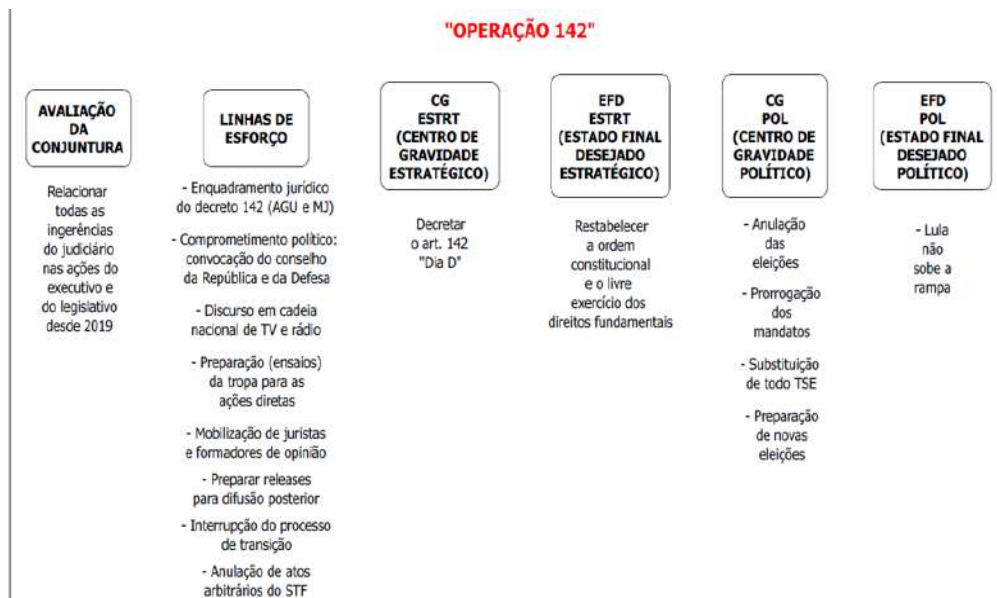 "OPERAÇÃO 142"
AVALIAÇÃO
DA
CONJUNTURA
Relacionar
todas as
ingerências
do judiciário
nas ações do
executivo e
do legislativo
desde 2019
LINHAS DE
ESFORÇO
- Enquadramento jurídico
do decreto 142 (AGU e MJ)
- Comprometimento político:
convocação do conselho
da República e da Defesa
- Discurso em cadeia
nacional de TV e rádio
- Preparação (ensaios)
da tropa para as
ações diretas
- Mobilização de juristas
e formadores de opinião
- Preparar releases
para difusão posterior
- Interrupção do processo
de transição
- Anulação de atos
arbitrários do STF
CG
ESTRT
(CENTRO DE
GRAVIDADE
ESTRATÉGICO)
Decretar
o art. 142
"Dia D"
EFD
ESTRT
(ESTADO FINAL
DESEJADO
ESTRATÉGICO)
Restabelecer
a ordem
constitucional
e o livre
exercício dos
direitos fundamentais
CG
POL
(CENTRO DE
GRAVIDADE
POLÍTICO)
- Anulação
das
eleições
- Prorrogação
dos
mandatos
- Substituição
de todo TSE
- Preparação
de novas
eleições
EFD
POL
(ESTADO FINAL
DESEJADO
POLÍTICO)
- Lula
não
sobe a
rampa